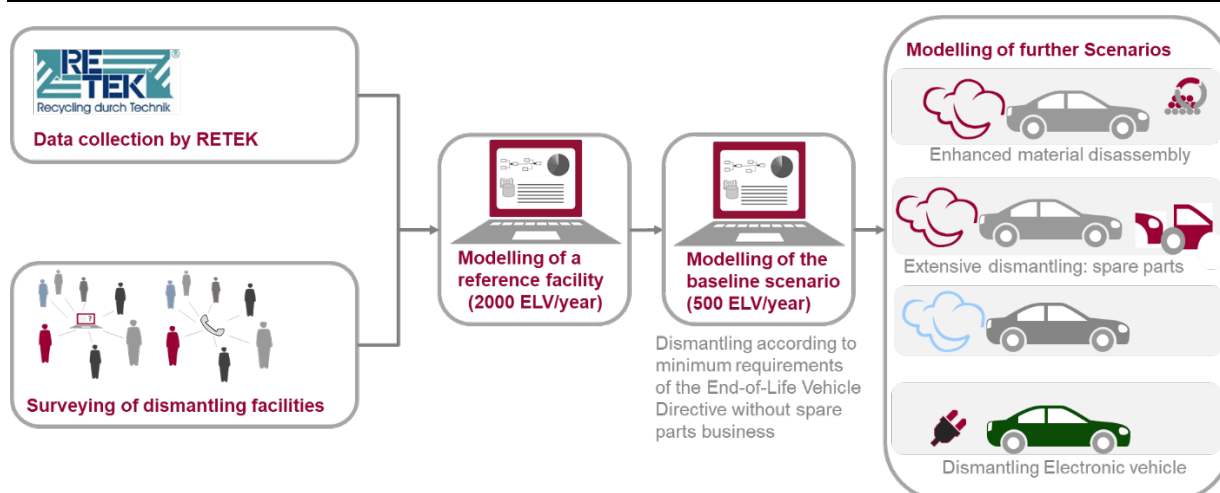 RE
TEK
®
Recycling durch Technik
Data collection by RETEK
?
Surveying of dismantling facilities
Modelling of a
reference facility
(2000 ELV/year)
Modelling of the
baseline scenario
(500 ELV/year)
Dismantling according to
minimum requirements
of the End-of-Life Vehicle
Directive without spare
parts business
Modelling of further Scenarios
Enhanced material disassembly
Extensive dismantling: spare parts
Dismantling Electronic vehicle